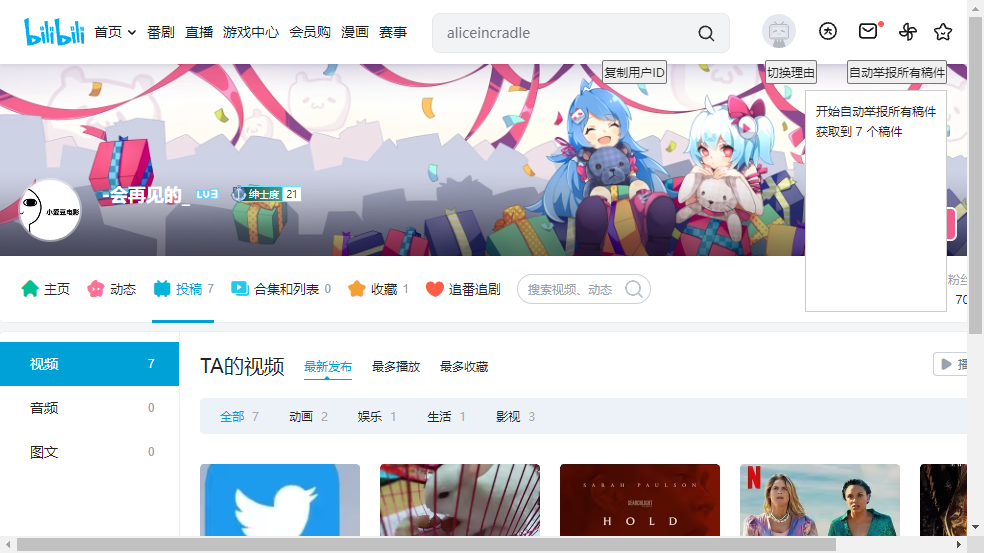 bilibili 首页 番剧 直播 游戏中心 会员购 漫画 赛事 aliceincradle
复制用户ID 切换理由 自动举报所有稿件
开始自动举报所有稿件
获取到 7 个稿件
会再见的_ LV3 绅士度 21
小爱豆电影
主页 动态 投稿 7 合集和列表 0 收藏 1 追番追剧 搜索视频、动态 粉丝
70
视频 7
音频 0
图文 0
TA的视频 最新发布 最多播放 最多收藏 播
全部 7 动画 2 娱乐 1 生活 1 影视 3
SARAH PAULSON
SEARCHLIGHT
HOLD
N